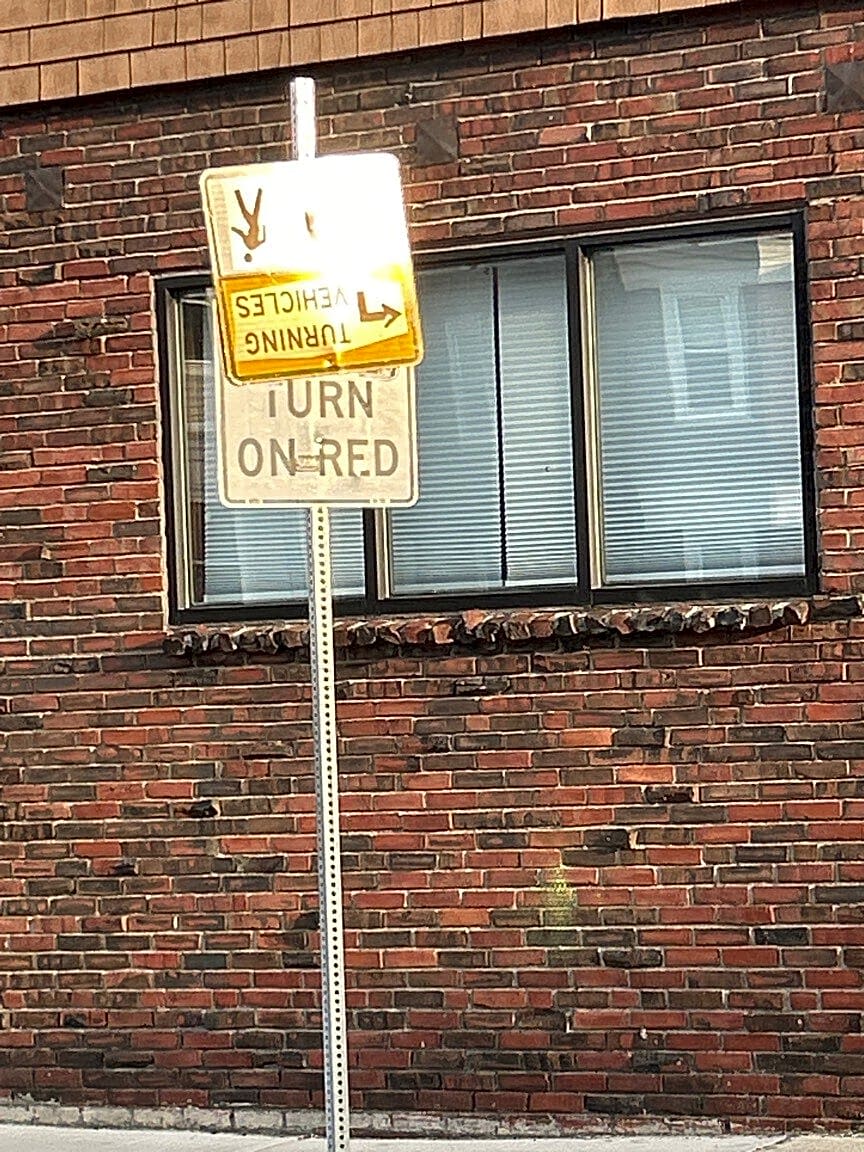 TURNING
VEHICLES
TURN
ON RED